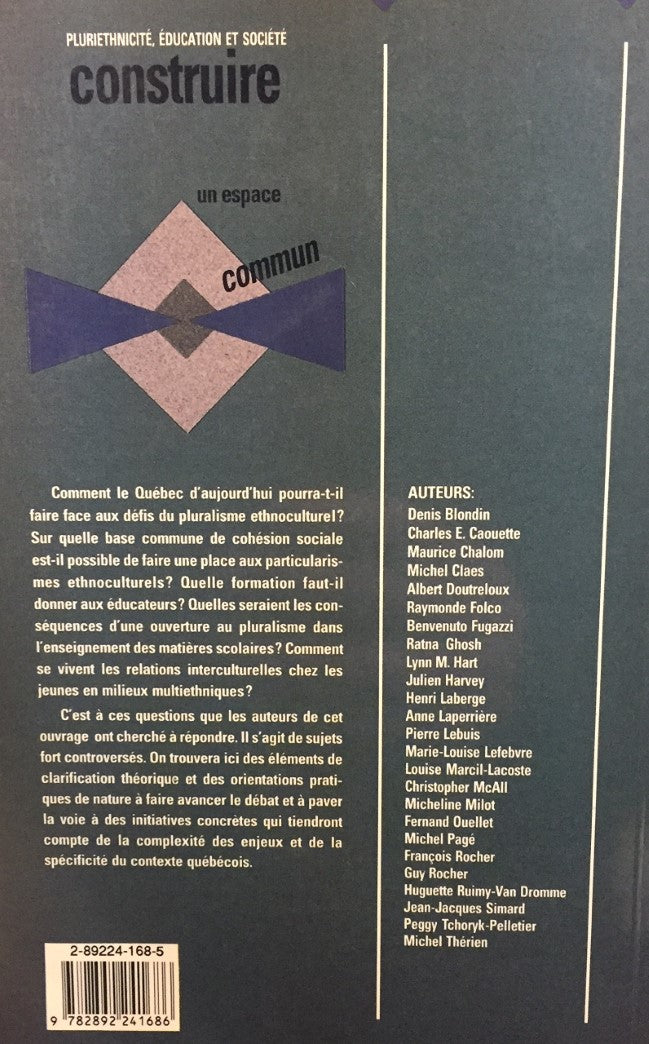 PLURIETHNICITÉ, ÉDUCATION ET SOCIÉTÉ
construire
un espace
commun
Comment le Québec d'aujourd'hui pourra-t-il
faire face aux défis du pluralisme ethnoculturel?
Sur quelle base commune de cohésion sociale
est-il possible de faire une place aux particularis-
mes ethnoculturels? Quelle formation faut-il
donner aux éducateurs? Quelles seraient les con-
séquences d'une ouverture au pluralisme dans
l'enseignement des matières scolaires? Comment
se vivent les relations interculturelles chez les
jeunes en milieux multiethniques?
C'est à ces questions que les auteurs de cet
ouvrage ont cherché à répondre. Il s'agit de sujets
fort controversés. On trouvera ici des éléments de
clarification théorique et des orientations prati-
ques de nature à faire avancer le débat et à paver
la voie à des initiatives concrètes qui tiendront
compte de la complexité des enjeux et de la
spécificité du contexte québécois.
AUTEURS:
Denis Blondin
Charles E. Caouette
Maurice Chalom
Michel Claes
Albert Doutreloux
Raymonde Folco
Benvenuto Fugazzi
Ratna Ghosh
Lynn M. Hart
Julien Harvey
Henri Laberge
Anne Laperrière
Pierre Lebuis
Marie-Louise Lefebvre
Louise Marcil-Lacoste
Christopher McAll
Micheline Milot
Fernand Ouellet
Michel Pagé
François Rocher
Guy Rocher
Huguette Ruimy-Van Dromme
Jean-Jacques Simard
Peggy Tchoryk-Pelletier
Michel Thérien
2-89224-168-5
9 782892 241686